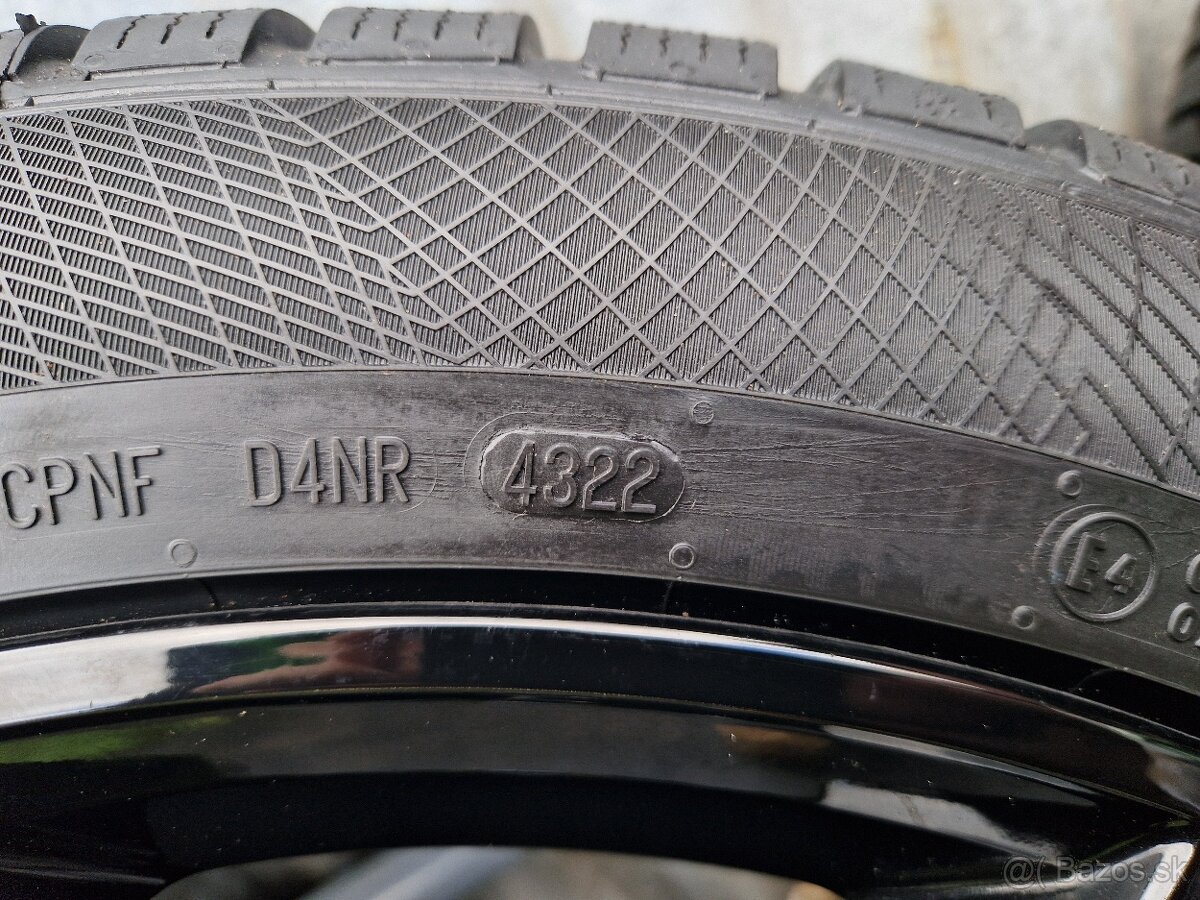 CPNF D4NR 4322
E4
@( Bazos.sk